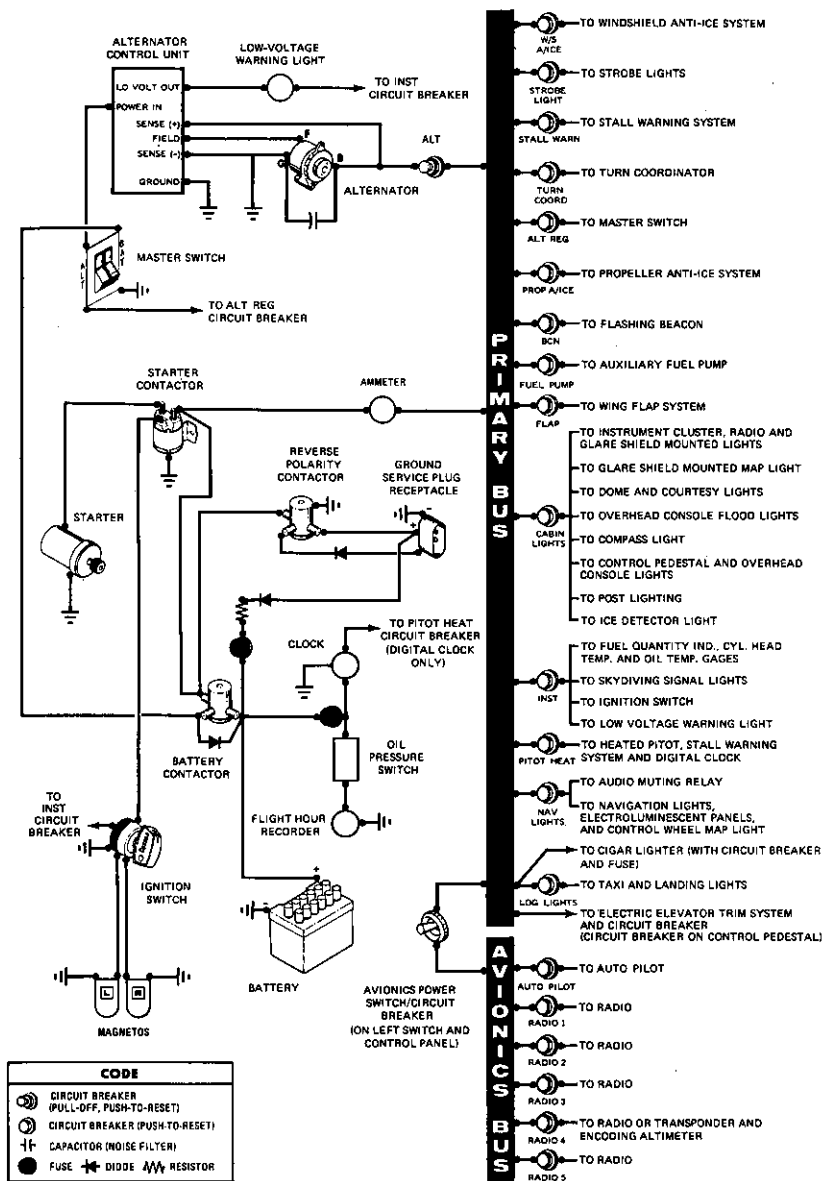 ALTERNATOR
CONTROL UNIT
LOW-VOLTAGE
WARNING LIGHT
LO VOLT OUT
POWER IN
SENSE (+)
FIELD
SENSE (-)
GROUND
TO INST
CIRCUIT BREAKER
F
B
ALT
ALTERNATOR
ALT
BAT
MASTER SWITCH
TO ALT REG
CIRCUIT BREAKER
STARTER
CONTACTOR
AMMETER
REVERSE
POLARITY
CONTACTOR
GROUND
SERVICE PLUG
RECEPTACLE
-
+
STARTER
TO PITOT HEAT
CIRCUIT BREAKER
(DIGITAL CLOCK
ONLY)
CLOCK
BATTERY
CONTACTOR
OIL
PRESSURE
SWITCH
FLIGHT HOUR
RECORDER
TO
INST
CIRCUIT
BREAKER
IGNITION
SWITCH
L
R
MAGNETOS
+
-
BATTERY
AVIONICS POWER
SWITCH/CIRCUIT
BREAKER
(ON LEFT SWITCH AND
CONTROL PANEL)
PRIMARY BUS
W/S
A/ICE
TO WINDSHIELD ANTI-ICE SYSTEM
STROBE
LIGHT
TO STROBE LIGHTS
STALL WARN
TO STALL WARNING SYSTEM
TURN
COORD
TO TURN COORDINATOR
ALT REG
TO MASTER SWITCH
PROP A/ICE
TO PROPELLER ANTI-ICE SYSTEM
BCN
TO FLASHING BEACON
FUEL PUMP
TO AUXILIARY FUEL PUMP
FLAP
TO WING FLAP SYSTEM
CABIN
LIGHTS
TO INSTRUMENT CLUSTER, RADIO AND
GLARE SHIELD MOUNTED LIGHTS
TO GLARE SHIELD MOUNTED MAP LIGHT
TO DOME AND COURTESY LIGHTS
TO OVERHEAD CONSOLE FLOOD LIGHTS
TO COMPASS LIGHT
TO CONTROL PEDESTAL AND OVERHEAD
CONSOLE LIGHTS
TO POST LIGHTING
TO ICE DETECTOR LIGHT
INST
TO FUEL QUANTITY IND., CYL. HEAD
TEMP. AND OIL TEMP. GAGES
TO SKYDIVING SIGNAL LIGHTS
TO IGNITION SWITCH
TO LOW VOLTAGE WARNING LIGHT
PITOT HEAT
TO HEATED PITOT, STALL WARNING
SYSTEM AND DIGITAL CLOCK
NAV
LIGHTS
TO AUDIO MUTING RELAY
TO NAVIGATION LIGHTS,
ELECTROLUMINESCENT PANELS,
AND CONTROL WHEEL MAP LIGHT
TO CIGAR LIGHTER (WITH CIRCUIT BREAKER
AND FUSE)
LDG LIGHTS
TO TAXI AND LANDING LIGHTS
TO ELECTRIC ELEVATOR TRIM SYSTEM
AND CIRCUIT BREAKER
(CIRCUIT BREAKER ON CONTROL PEDESTAL)
AVIONICS BUS
AUTO PILOT
TO AUTO PILOT
RADIO 1
TO RADIO
RADIO 2
TO RADIO
RADIO 3
TO RADIO
RADIO 4
TO RADIO OR TRANSPONDER AND
ENCODING ALTIMETER
RADIO 5
TO RADIO
CODE
CIRCUIT BREAKER
(PULL-OFF, PUSH-TO-RESET)
CIRCUIT BREAKER (PUSH-TO-RESET)
CAPACITOR (NOISE FILTER)
FUSE DIODE RESISTOR